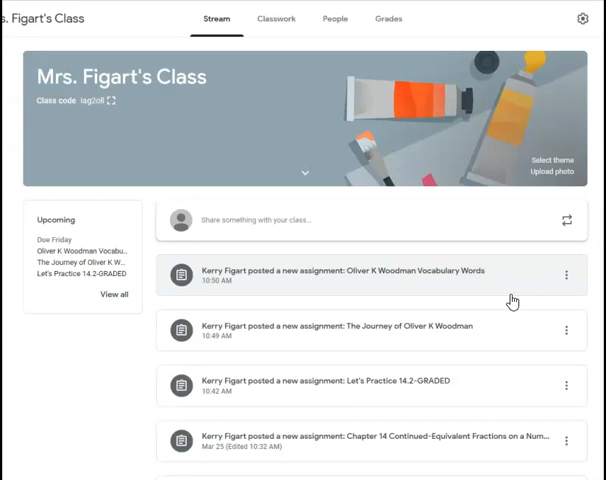 s. Figart's Class
Stream
Classwork
People
Grades
Mrs. Figart's Class
Class code
Select theme
Upload photo
Upcoming
Due Friday
Oliver K Woodman Vocabu...
The Journey of Oliver K W...
Let's Practice 14.2-GRADED
View all
Share something with your class...
Kerry Figart posted a new assignment: Oliver K Woodman Vocabulary Words
10:50 AM
Kerry Figart posted a new assignment: The Journey of Oliver K Woodman
10:49 AM
Kerry Figart posted a new assignment: Let's Practice 14.2-GRADED
10:42 AM
Kerry Figart posted a new assignment: Chapter 14 Continued-Equivalent Fractions on a Num...
Mar 25 (Edited 10:32 AM)